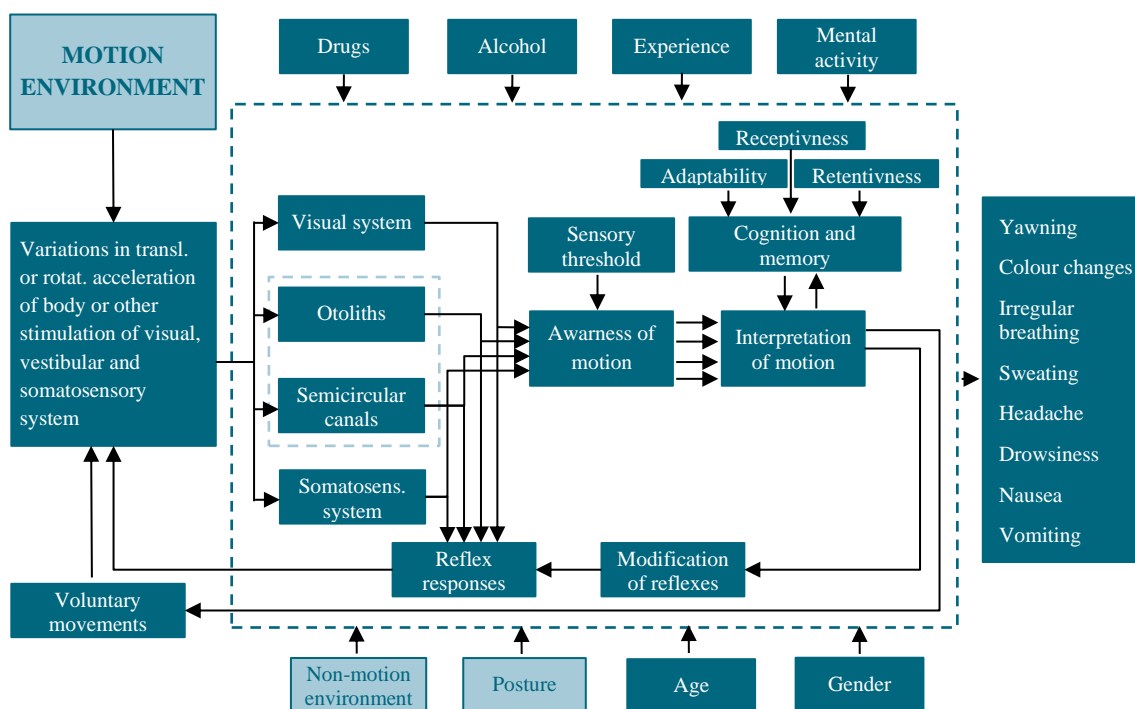 MOTION
ENVIRONMENT
Drugs
Alcohol
Experience
Mental
activity
Receptivness
Adaptability
Retentivness
Visual system
Sensory
threshold
Cognition and
memory
Variations in transl.
or rotat. acceleration
of body or other
stimulation of visual,
vestibular and
somatosensory
system
Otoliths
Awarness of
motion
Interpretation
of motion
Semicircular
canals
Somatosens.
system
Yawning
Colour changes
Irregular
breathing
Sweating
Headache
Drowsiness
Nausea
Vomiting
Reflex
responses
Modification
of reflexes
Voluntary
movements
Non-motion
environment
Posture
Age
Gender